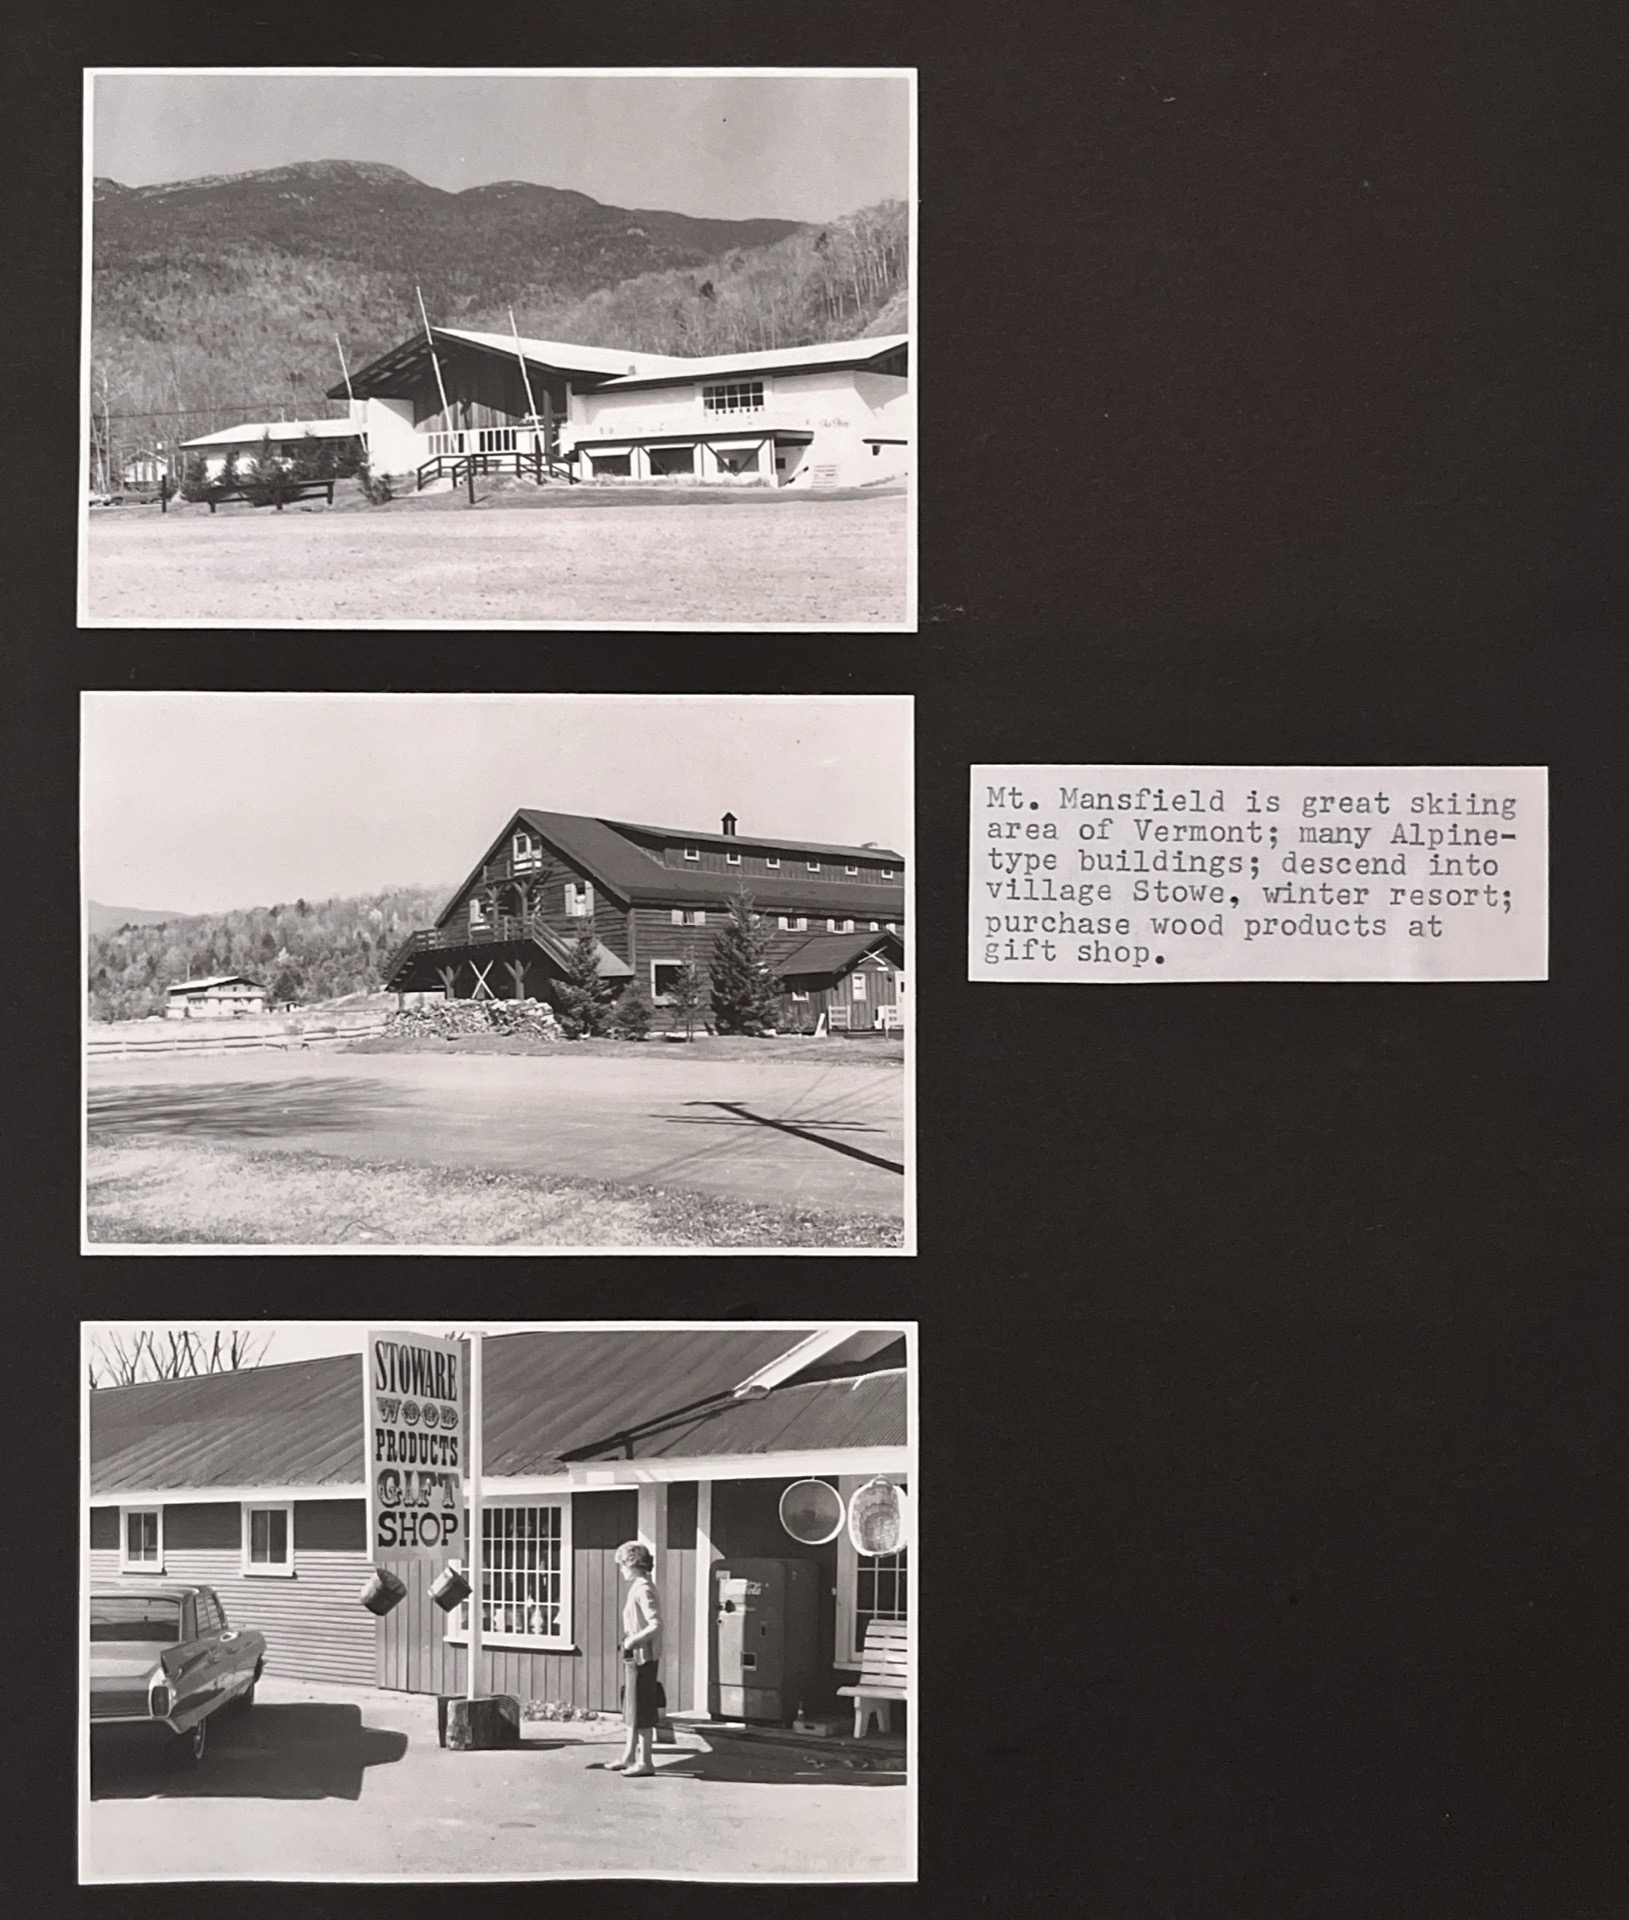 Mt. Mansfield is great skiing
area of Vermont; many Alpine-
type buildings; descend into
village Stowe, winter resort;
purchase wood products at
gift shop.
STOWARE
WOOD
PRODUCTS
GIFT
SHOP
Cola